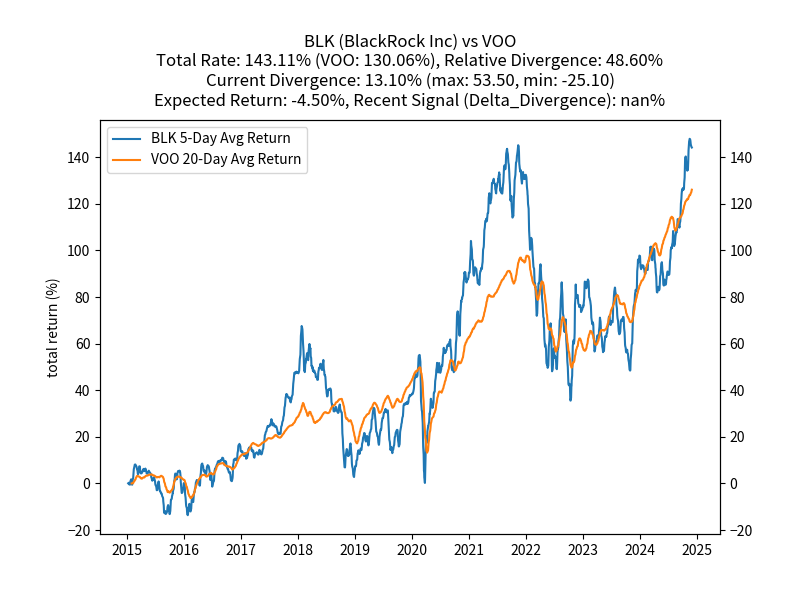 BLK (BlackRock Inc) vs VOO
Total Rate: 143.11% (VOO: 130.06%), Relative Divergence: 48.60%
Current Divergence: 13.10% (max: 53.50, min: -25.10)
Expected Return: -4.50%, Recent Signal (Delta_Divergence): nan%
BLK 5-Day Avg Return
VOO 20-Day Avg Return
total return (%)
140 140
120 120
100 100
80 80
60 60
40 40
20 20
0 0
−20 −20
2015 2016 2017 2018 2019 2020 2021 2022 2023 2024 2025